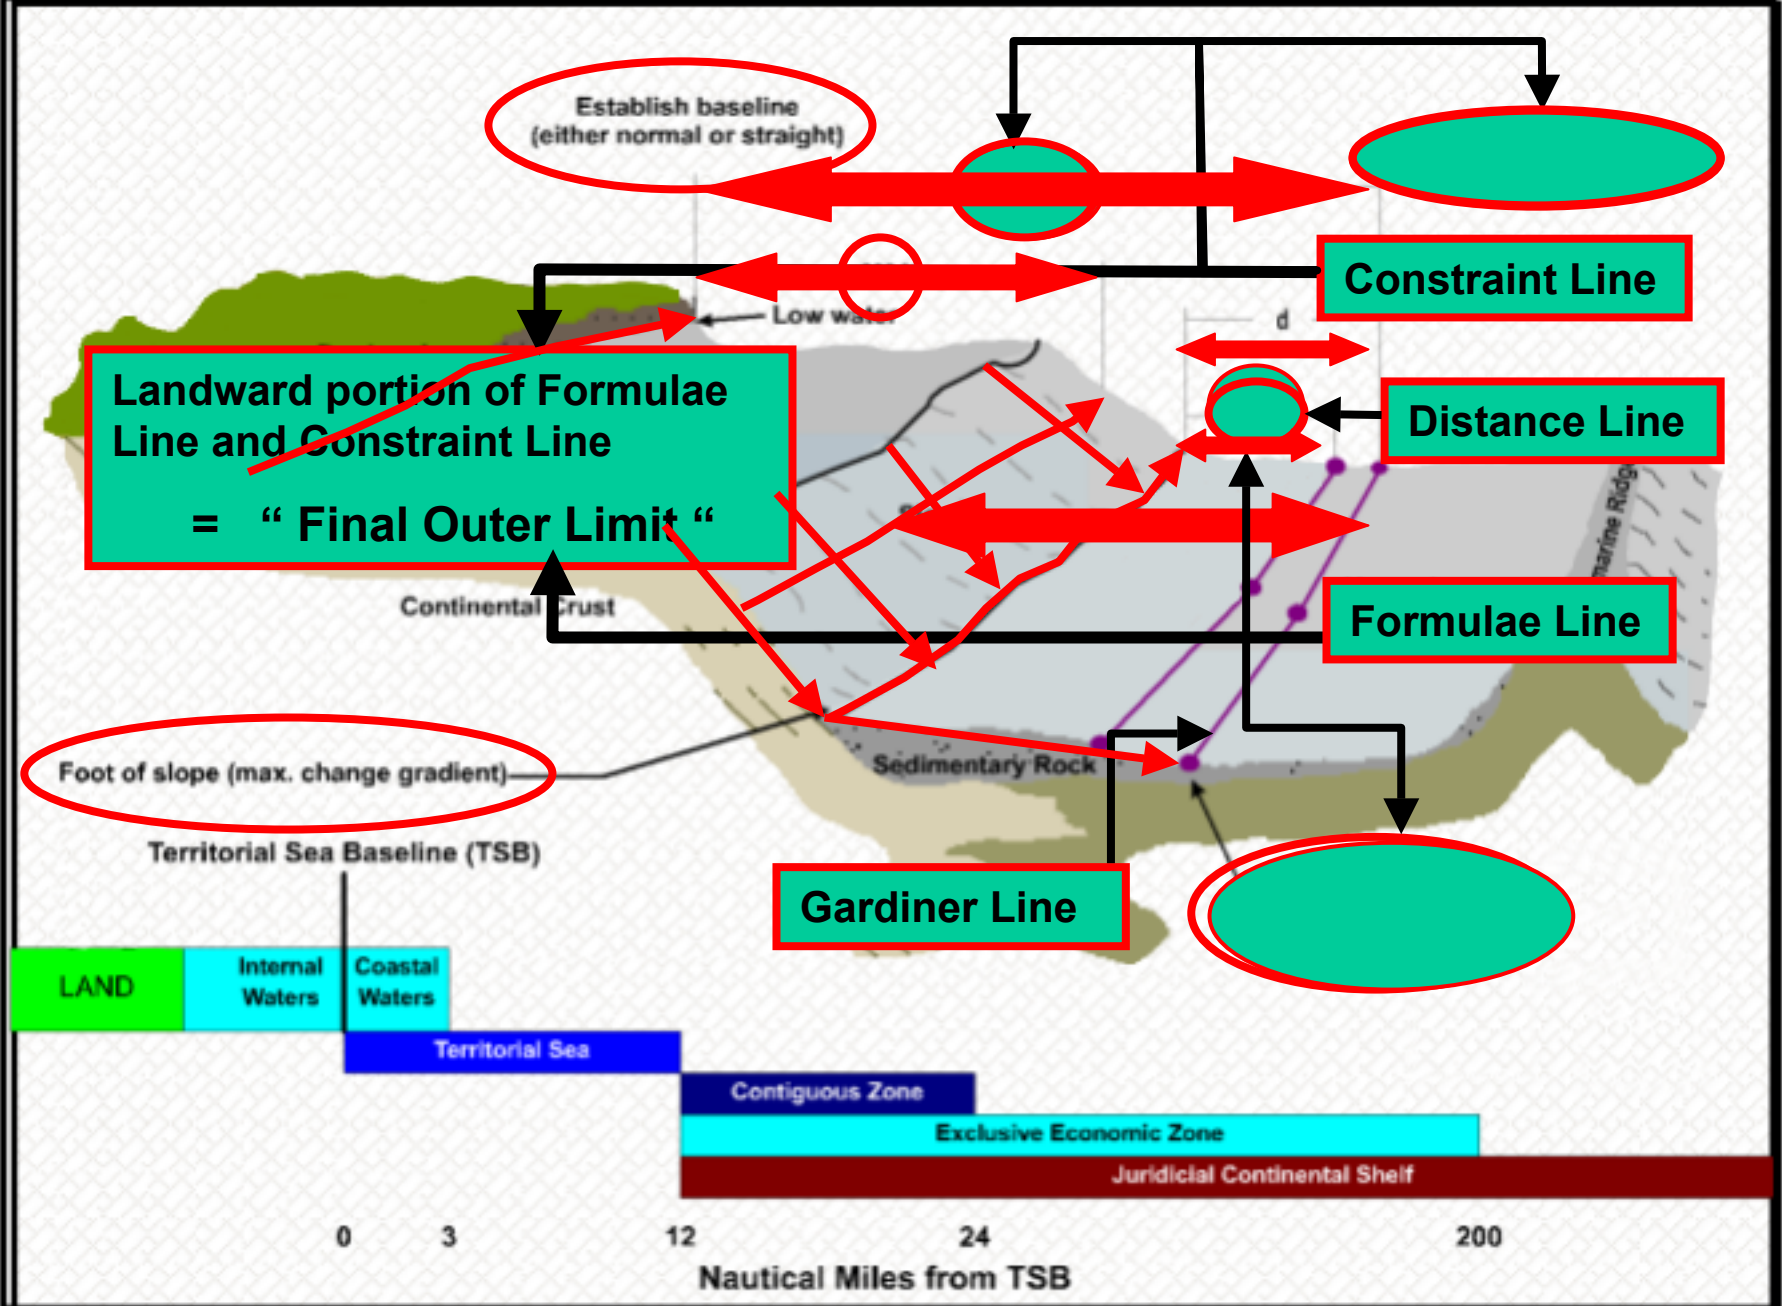 Establish baseline
(either normal or straight)
Constraint Line
Low water
d
Landward portion of Formulae
Line and Constraint Line
= “ Final Outer Limit “
Distance Line
Continental Crust
Formulae Line
Foot of slope (max. change gradient)
Sedimentary Rock
Territorial Sea Baseline (TSB)
Gardiner Line
LAND
Internal
Waters
Coastal
Waters
Territorial Sea
Contiguous Zone
Exclusive Economic Zone
Juridicial Continental Shelf
0 3 12 24 200
Nautical Miles from TSB